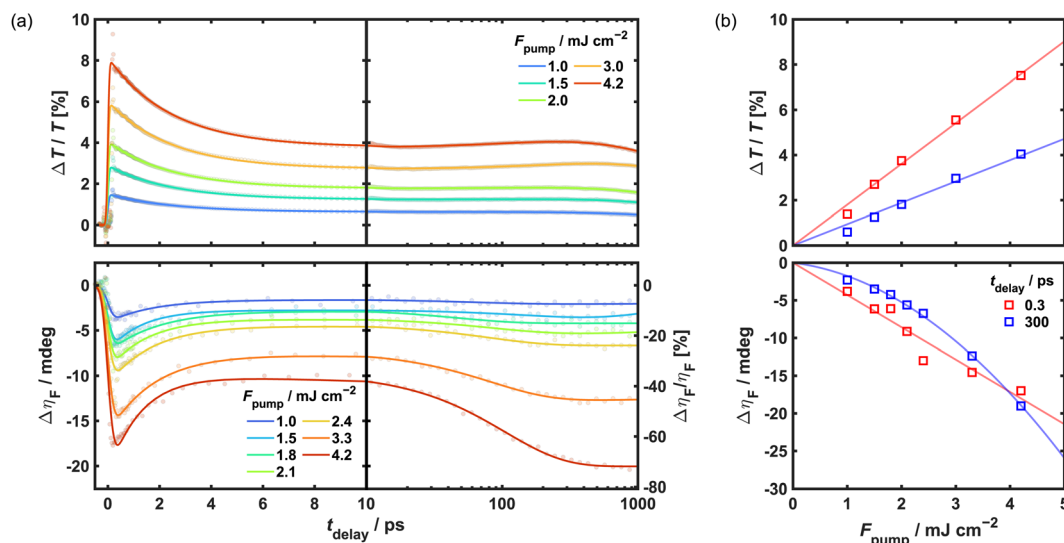 (a)
(b)
Δ T / T [%]
10
8
6
4
2
0
F_pump / mJ cm⁻²
1.0 3.0
1.5 4.2
2.0
Δ T / T [%]
10
8
6
4
2
0
Δη_F / mdeg
0
-5
-10
-15
-20
F_pump / mJ cm⁻²
1.0 2.4
1.5 3.3
1.8 4.2
2.1
0 2 4 6 8 10 100 1000
t_delay / ps
0
-20
-40
-60
-80
Δη_F/η_F [%]
Δη_F / mdeg
0
-5
-10
-15
-20
-25
-30
t_delay / ps
0.3
300
0 1 2 3 4 5
F_pump / mJ cm⁻²